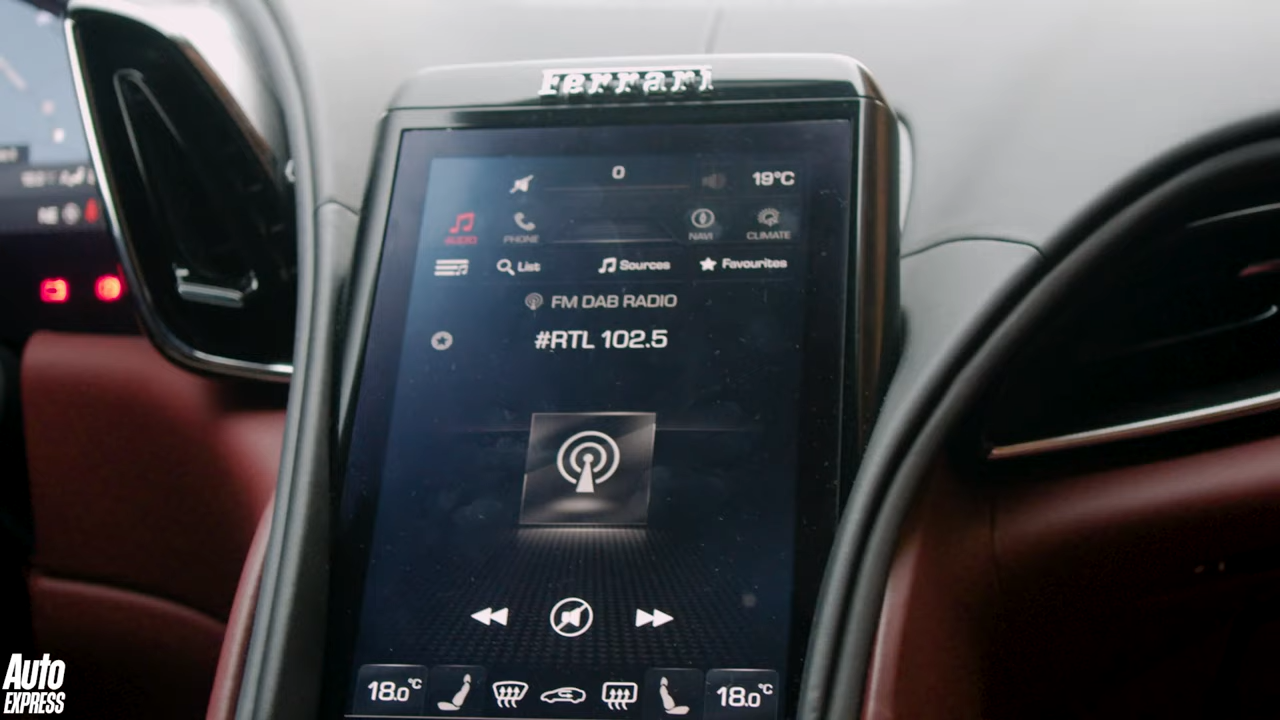 Ferrari
0
19°C
AUDIO PHONE NAVI CLIMATE
List Sources Favourites
FM DAB RADIO
#RTL 102.5
18.0°C 18.0°C
Auto
EXPRESS